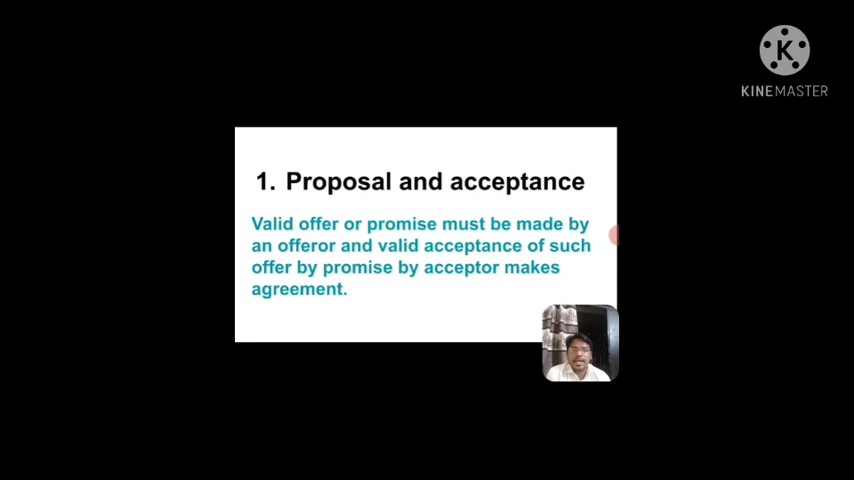 K
KINEMASTER
1. Proposal and acceptance
Valid offer or promise must be made by
an offeror and valid acceptance of such
offer by promise by acceptor makes
agreement.